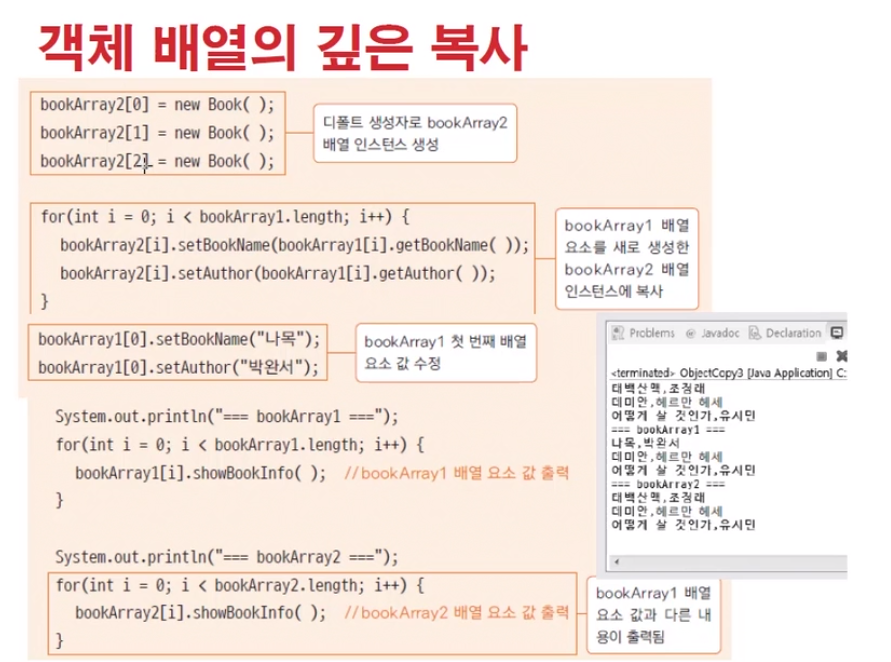 객체 배열의 깊은 복사
bookArray2[0] = new Book( );
bookArray2[1] = new Book( );
bookArray2[2] = new Book( );
디폴트 생성자로 bookArray2
배열 인스턴스 생성
for(int i = 0; i < bookArray1.length; i++) {
bookArray2[i].setBookName(bookArray1[i].getBookName( ));
bookArray2[i].setAuthor(bookArray1[i].getAuthor( ));
}
bookArray1 배열
요소를 새로 생성한
bookArray2 배열
인스턴스에 복사
bookArray1[0].setBookName("나목");
bookArray1[0].setAuthor("박완서");
bookArray1 첫 번째 배열
요소 값 수정
System.out.println("=== bookArray1 ===");
for(int i = 0; i < bookArray1.length; i++) {
bookArray1[i].showBookInfo( ); //bookArray1 배열 요소 값 출력
}
System.out.println("=== bookArray2 ===");
for(int i = 0; i < bookArray2.length; i++) {
bookArray2[i].showBookInfo( ); //bookArray2 배열 요소 값 출력
}
bookArray1 배열
요소 값과 다른 내
용이 출력됨
Problems @ Javadoc Declaration
<terminated> ObjectCopy3 [Java Application] C:
태백산맥,조정래
데미안,헤르만 헤세
어떻게 살 것인가,유시민
=== bookArray1 ===
나목,박완서
데미안,헤르만 헤세
어떻게 살 것인가,유시민
=== bookArray2 ===
태백산맥,조정래
데미안,헤르만 헤세
어떻게 살 것인가,유시민